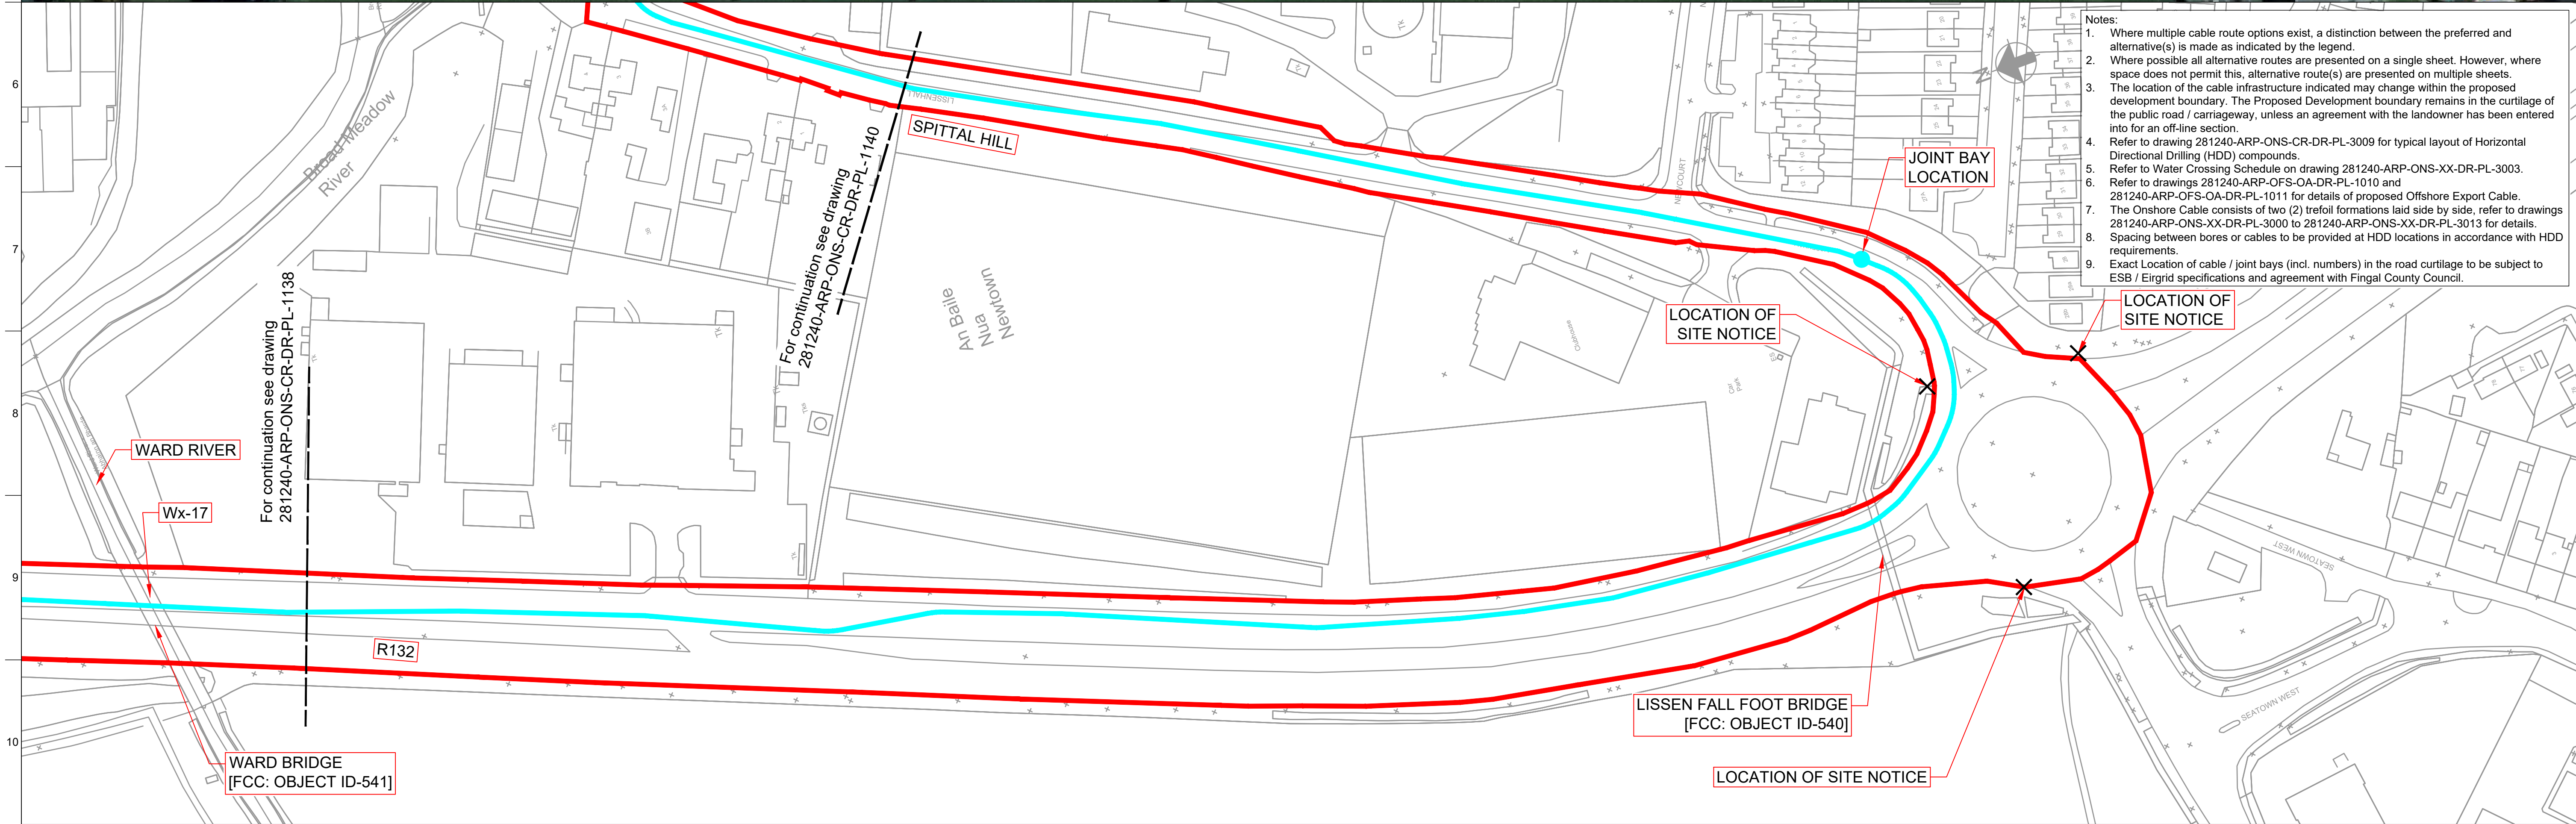 Notes:
1. Where multiple cable route options exist, a distinction between the preferred and
alternative(s) is made as indicated by the legend.
2. Where possible all alternative routes are presented on a single sheet. However, where
space does not permit this, alternative route(s) are presented on multiple sheets.
3. The location of the cable infrastructure indicated may change within the proposed
development boundary. The Proposed Development boundary remains in the curtilage of
the public road / carriageway, unless an agreement with the landowner has been entered
into for an off-line section.
4. Refer to drawing 281240-ARP-ONS-CR-DR-PL-3009 for typical layout of Horizontal
Directional Drilling (HDD) compounds.
5. Refer to Water Crossing Schedule on drawing 281240-ARP-ONS-XX-DR-PL-3003.
6. Refer to drawings 281240-ARP-OFS-OA-DR-PL-1010 and
281240-ARP-OFS-OA-DR-PL-1011 for details of proposed Offshore Export Cable.
7. The Onshore Cable consists of two (2) trefoil formations laid side by side, refer to drawings
281240-ARP-ONS-XX-DR-PL-3000 to 281240-ARP-ONS-XX-DR-PL-3013 for details.
8. Spacing between bores or cables to be provided at HDD locations in accordance with HDD
requirements.
9. Exact Location of cable / joint bays (incl. numbers) in the road curtilage to be subject to
ESB / Eirgrid specifications and agreement with Fingal County Council.
6
7
8
9
10
N
Broad Meadow
River
LISSENHALL
SPITTAL HILL
For continuation see drawing
281240-ARP-ONS-CR-DR-PL-1140
For continuation see drawing
281240-ARP-ONS-CR-DR-PL-1138
An Baile
Nua
Newtown
NEWCOURT
JOINT BAY
LOCATION
LOCATION OF
SITE NOTICE
LOCATION OF
SITE NOTICE
Clubhouse
Car
Park
ES
Tk
Tk
Tk
Tk
Tks
WARD RIVER
Wx-17
R132
WARD BRIDGE
[FCC: OBJECT ID-541]
LISSEN FALL FOOT BRIDGE
[FCC: OBJECT ID-540]
LOCATION OF SITE NOTICE
SEATOWN WEST
SEATOWN WEST